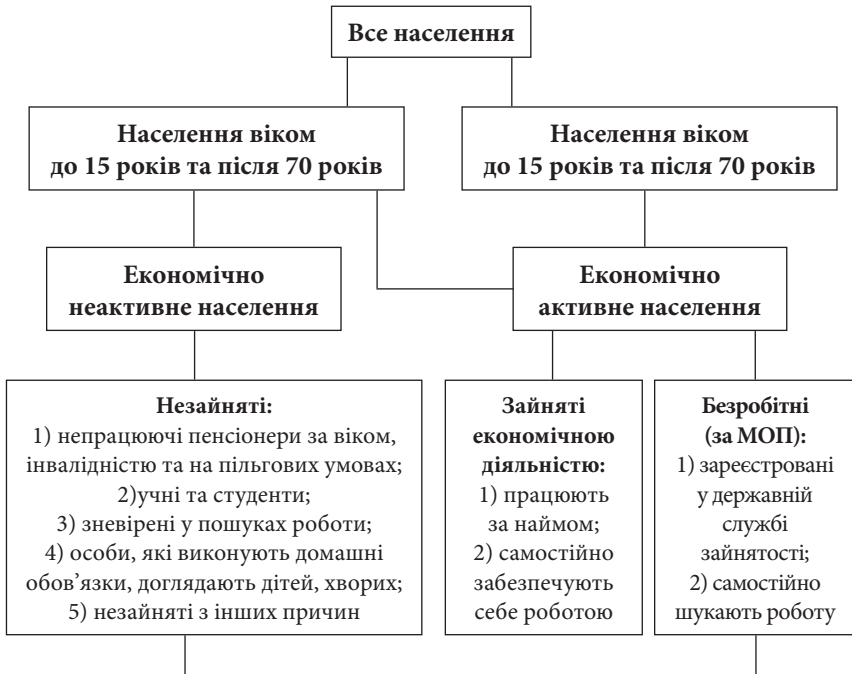 Все населення
Населення віком
до 15 років та після 70 років
Населення віком
до 15 років та після 70 років
Економічно
неактивне населення
Економічно
активне населення
Незайняті:
1) непрацюючі пенсіонери за віком,
інвалідністю та на пільгових умовах;
2)учні та студенти;
3) зневірені у пошуках роботи;
4) особи, які виконують домашні
обов’язки, доглядають дітей, хворих;
5) незайняті з інших причин
Зайняті
економічною
діяльністю:
1) працюють
за наймом;
2) самостійно
забезпечують
себе роботою
Безробітні
(за МОП):
1) зареєстровані
у державній
службі
зайнятості;
2) самостійно
шукають роботу